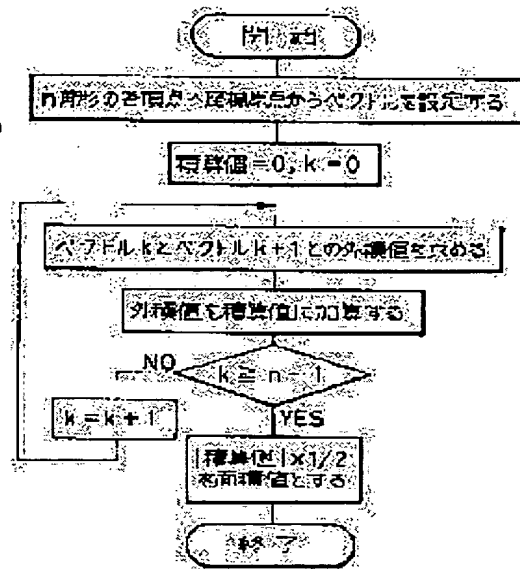 開始
n角形の各頂点へ座標原点からベクトルを設定する
積算値=0, k=0
ベクトルkとベクトルk+1との外積値を求める
外積値を積算値に加算する
NO
k≧n-1
k=k+1
YES
|積算値|×1/2
を面積値とする
終了